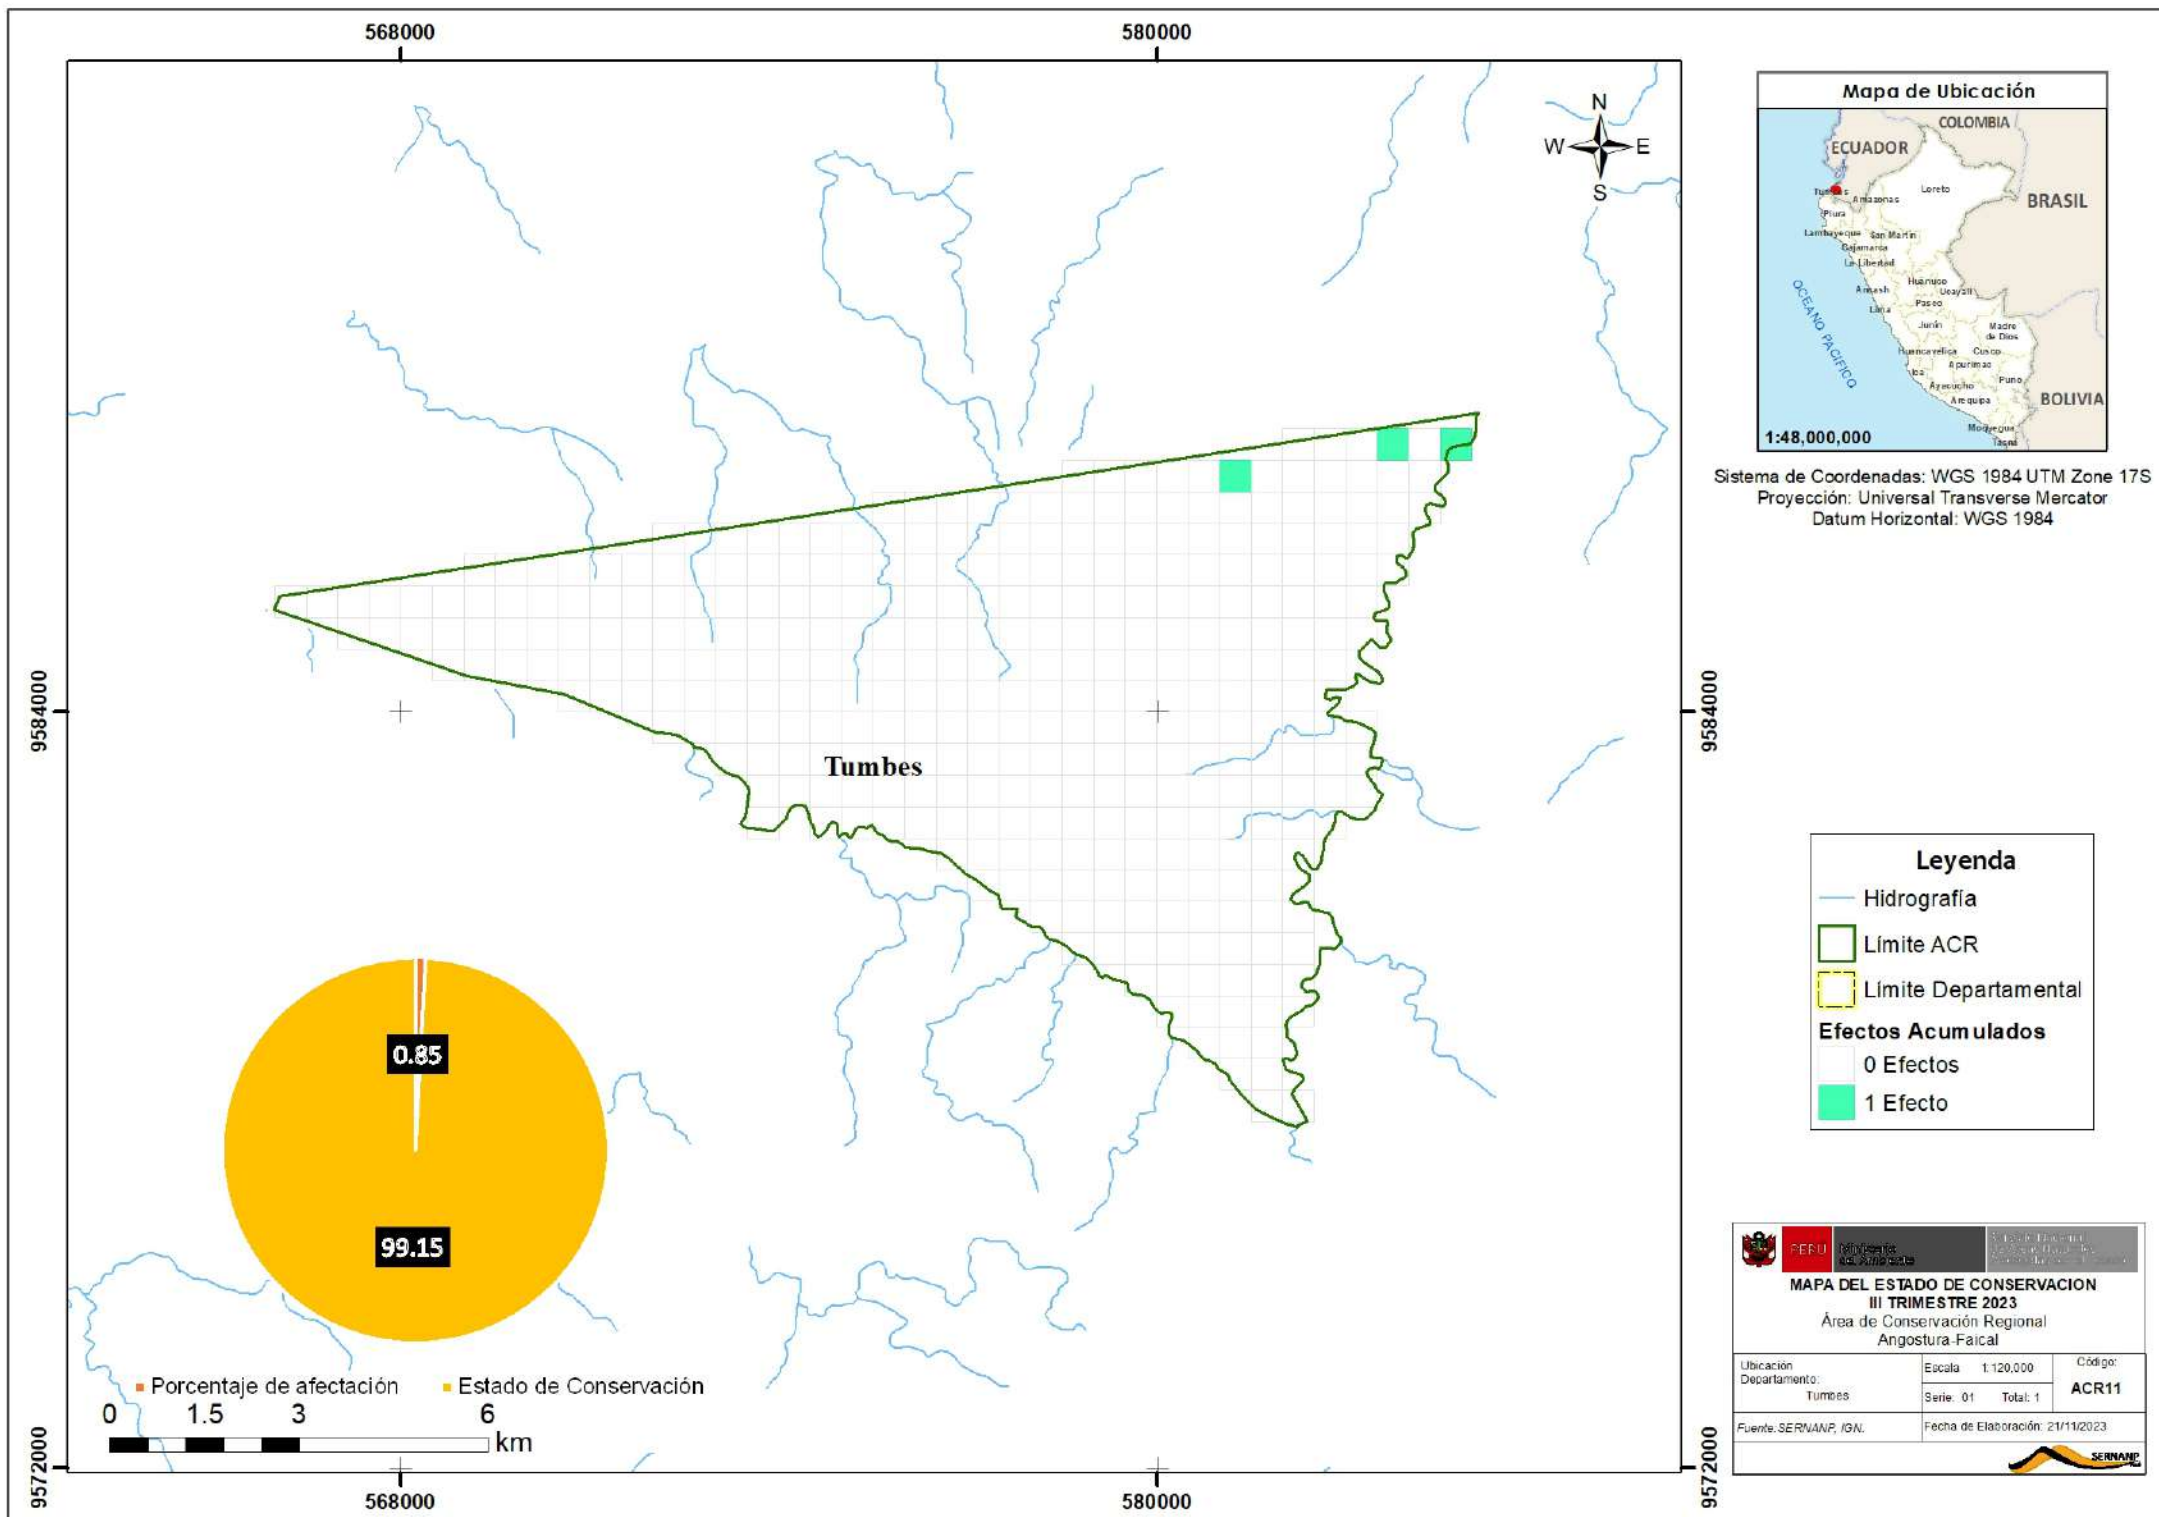 568000
580000
N
W
E
S
9584000
9584000
Tumbes
0.85
99.15
Porcentaje de afectación
Estado de Conservación
0
1.5
3
6
km
9572000
9572000
568000
580000
Mapa de Ubicación
COLOMBIA
ECUADOR
Loreto
Amazonas
BRASIL
Piura
Lambayeque
San Martín
Cajamarca
La Libertad
Huanuco
Ancash
Ucayali
Pasco
Lima
Junín
Madre
de Dios
Huancavelica
Cusco
Apurimac
Ica
Ayacucho
Puno
Arequipa
BOLIVIA
Moquegua
Tacna
OCEANO PACIFICO
1:48,000,000
Sistema de Coordenadas: WGS 1984 UTM Zone 17S
Proyección: Universal Transverse Mercator
Datum Horizontal: WGS 1984
Leyenda
Hidrografía
Límite ACR
Límite Departamental
Efectos Acumulados
0 Efectos
1 Efecto
PERU
Ministerio
del Ambiente
MAPA DEL ESTADO DE CONSERVACION
III TRIMESTRE 2023
Área de Conservación Regional
Angostura-Faical
Ubicación
Departamento:
Tumbes
Escala 1:120,000
Serie: 01 Total: 1
Código:
ACR11
Fuente: SERNANP, IGN.
Fecha de Elaboración: 21/11/2023
SERNANP